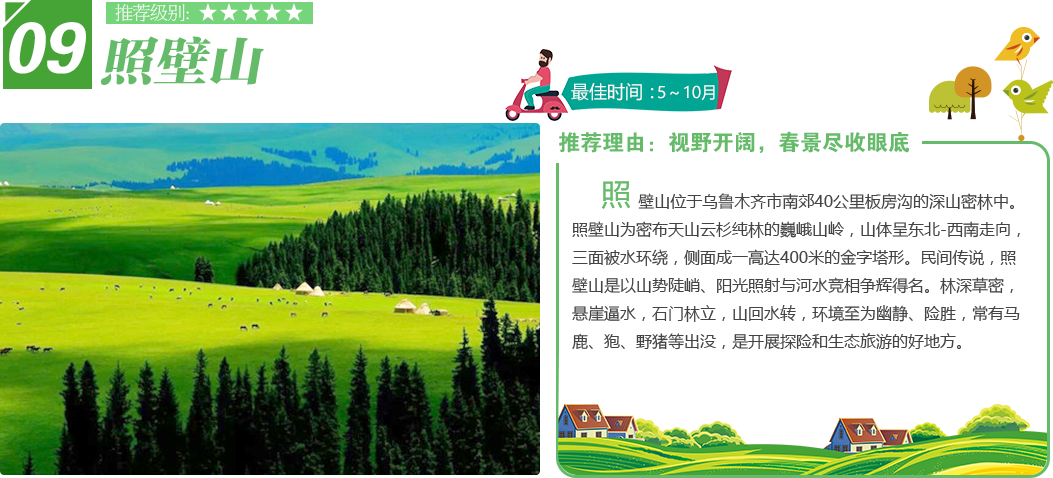 09
推荐级别: ★★★★★
照壁山
最佳时间：5~10月
推荐理由：视野开阔，春景尽收眼底
照壁山位于乌鲁木齐市南郊40公里板房沟的深山密林中。
照壁山为密布天山云杉纯林的巍峨山岭，山体呈东北-西南走向，
三面被水环绕，侧面成一高达400米的金字塔形。民间传说，照
壁山是以山势陡峭、阳光照射与河水竞相争辉得名。林深草密，
悬崖逼水，石门林立，山回水转，环境至为幽静、险胜，常有马
鹿、狍、野猪等出没，是开展探险和生态旅游的好地方。